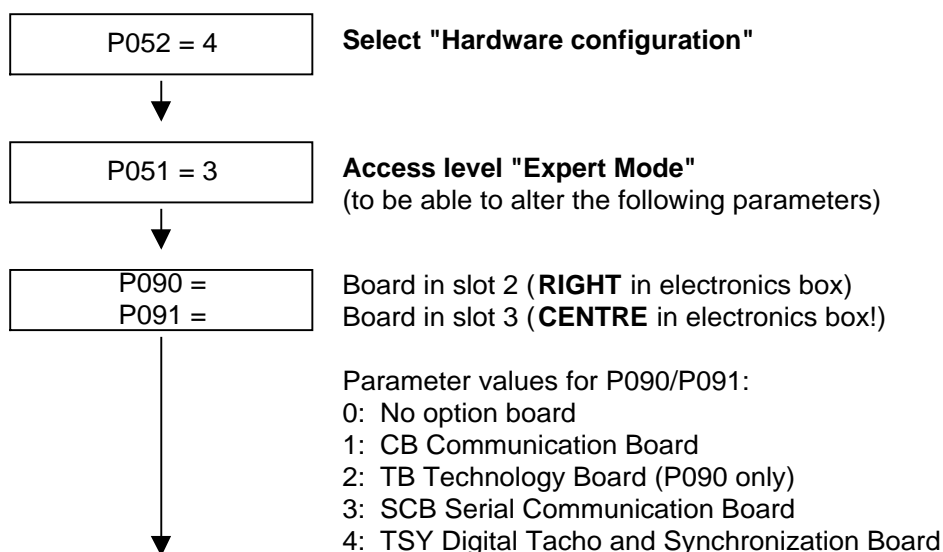 P052 = 4
Select "Hardware configuration"
P051 = 3
Access level "Expert Mode"
(to be able to alter the following parameters)
P090 =
Board in slot 2 (RIGHT in electronics box)
P091 =
Board in slot 3 (CENTRE in electronics box!)
Parameter values for P090/P091:
0: No option board
1: CB Communication Board
2: TB Technology Board (P090 only)
3: SCB Serial Communication Board
4: TSY Digital Tacho and Synchronization Board